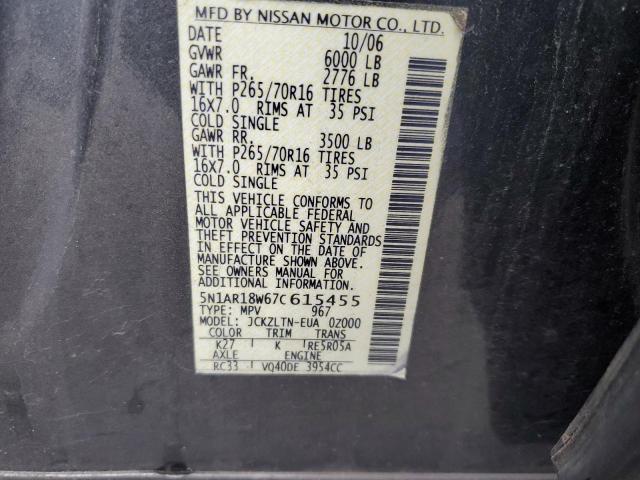 MFD BY NISSAN MOTOR CO., LTD.
DATE 10/06
GVWR 6000 LB
GAWR FR. 2776 LB
WITH P265/70R16 TIRES
16X7.0 RIMS AT 35 PSI
COLD SINGLE
GAWR RR. 3500 LB
WITH P265/70R16 TIRES
16X7.0 RIMS AT 35 PSI
COLD SINGLE
THIS VEHICLE CONFORMS TO
ALL APPLICABLE FEDERAL
MOTOR VEHICLE SAFETY AND
THEFT PREVENTION STANDARDS
IN EFFECT ON THE DATE OF
MANUFACTURE SHOWN ABOVE.
SEE OWNERS MANUAL FOR
ADDITIONAL INFORMATION.
5N1AR18W67C615455
TYPE: MPV 967
MODEL: JCKZLTN-EUA 0Z000
COLOR TRIM TRANS
K27 K RE5R05A
AXLE ENGINE
RC33 VQ40DE 3954CC